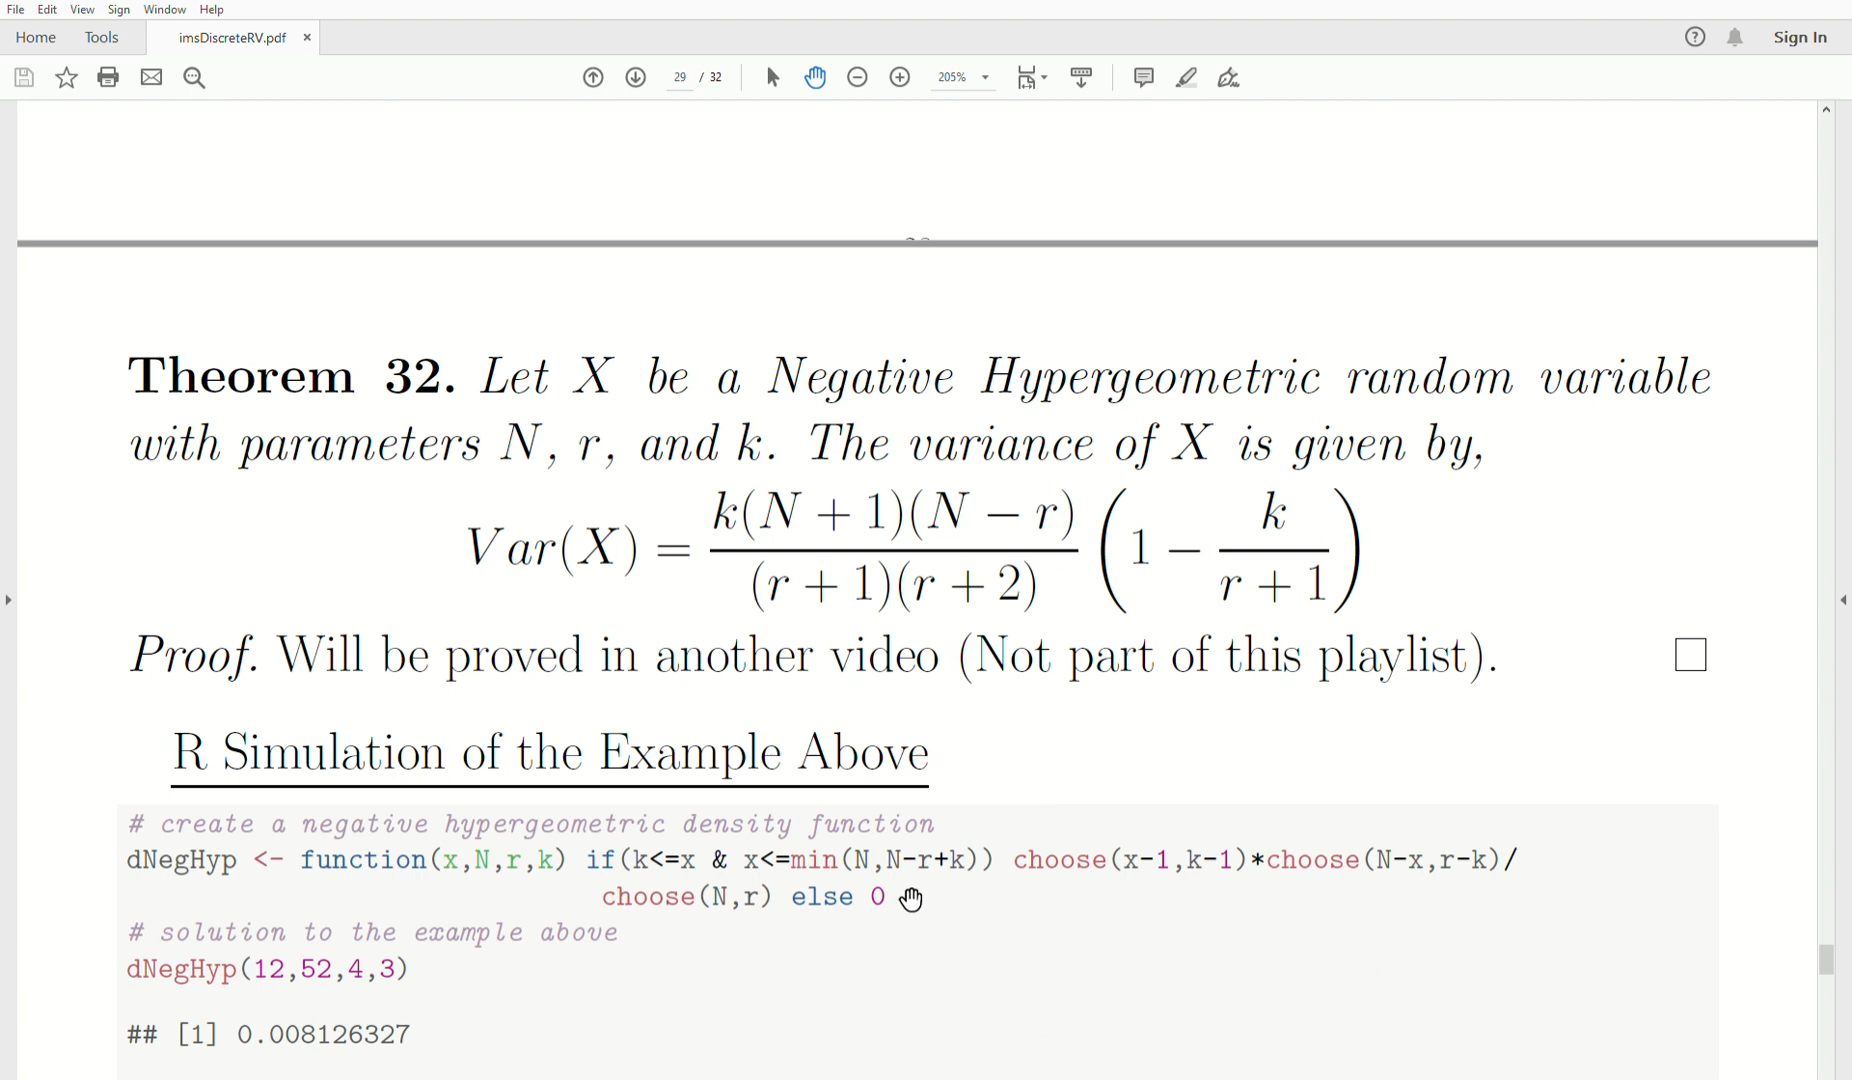 File Edit View Sign Window Help
Home Tools imsDiscreteRV.pdf × ? Sign In
29 / 32 205%
Theorem 32. Let X be a Negative Hypergeometric random variable
with parameters N, r, and k. The variance of X is given by,
Var(X) = k(N + 1)(N − r) / (r + 1)(r + 2) (1 − k / r + 1)
Proof. Will be proved in another video (Not part of this playlist). □
R Simulation of the Example Above
# create a negative hypergeometric density function
dNegHyp <- function(x,N,r,k) if(k<=x & x<=min(N,N-r+k)) choose(x-1,k-1)*choose(N-x,r-k)/
choose(N,r) else 0
# solution to the example above
dNegHyp(12,52,4,3)
## [1] 0.008126327